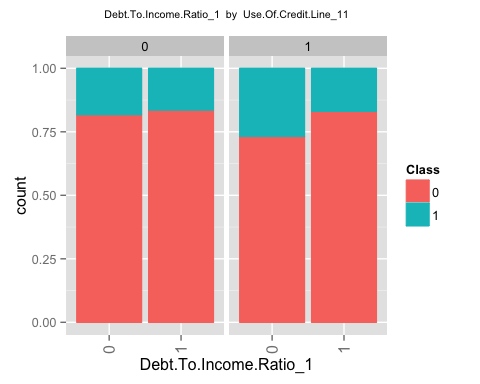 Debt.To.Income.Ratio_1 by Use.Of.Credit.Line_11
0 1
1.00
0.75
0.50
0.25
0.00
count
0 1 0 1
Debt.To.Income.Ratio_1
Class
0
1